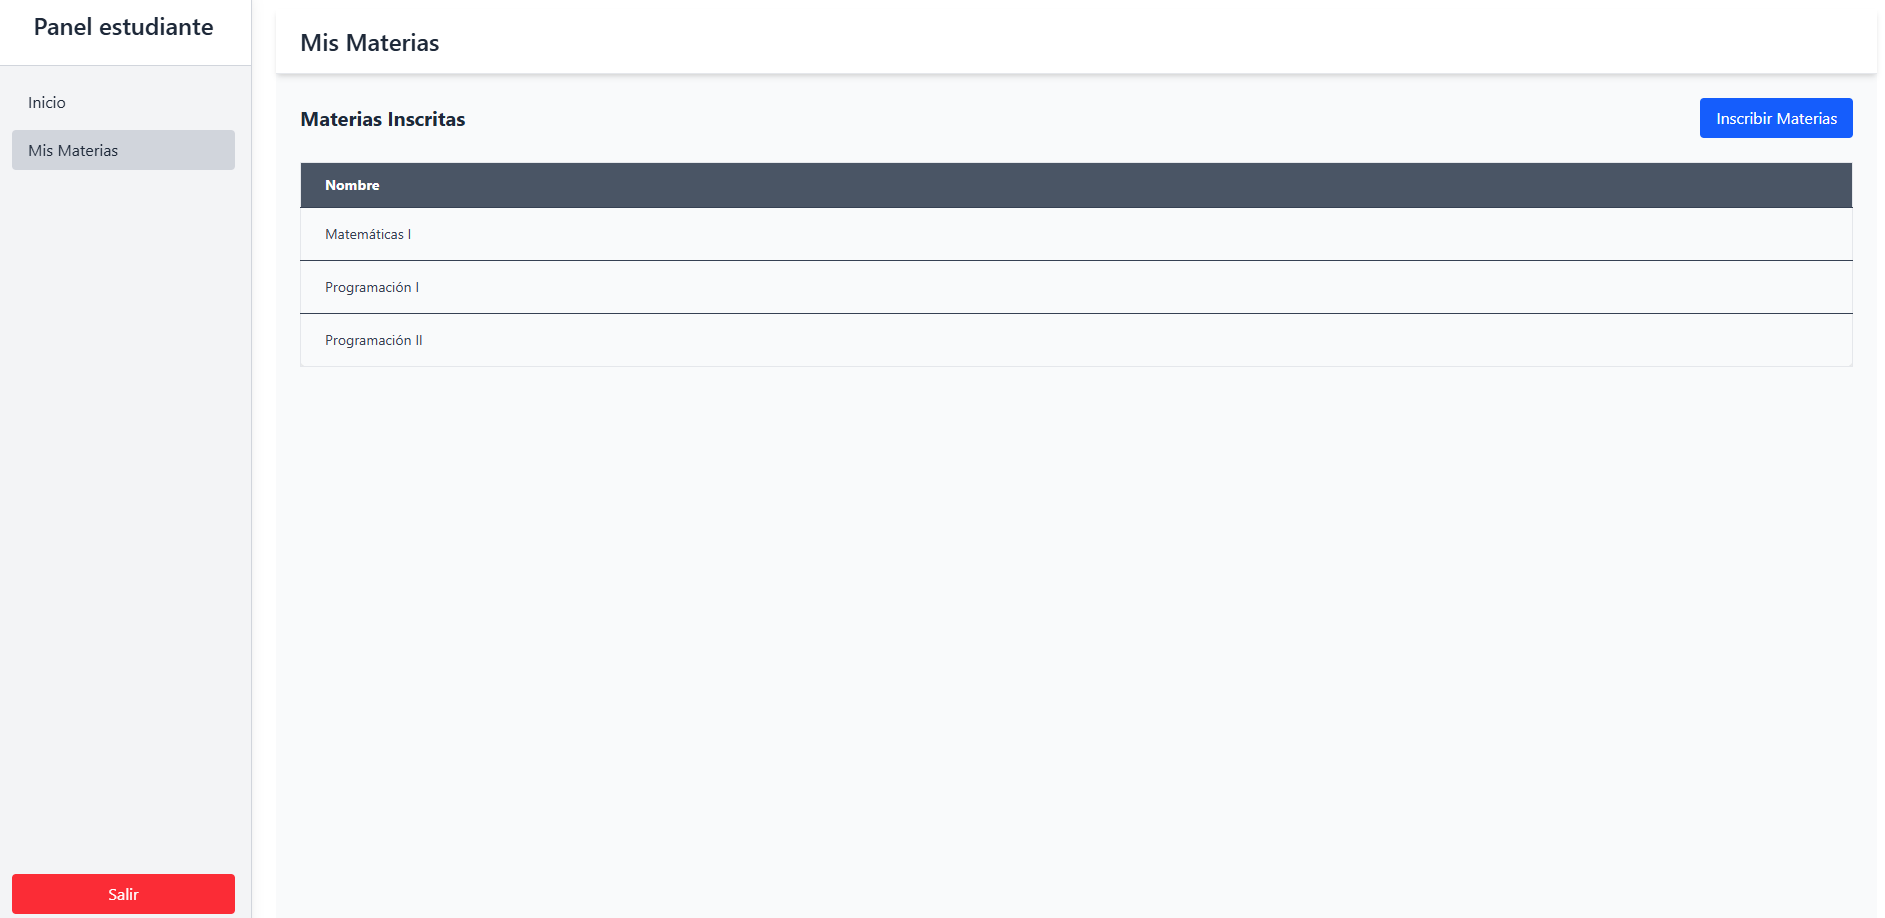 Panel estudiante
Inicio
Mis Materias
Salir
Mis Materias
Materias Inscritas
Inscribir Materias
Nombre
Matemáticas I
Programación I
Programación II